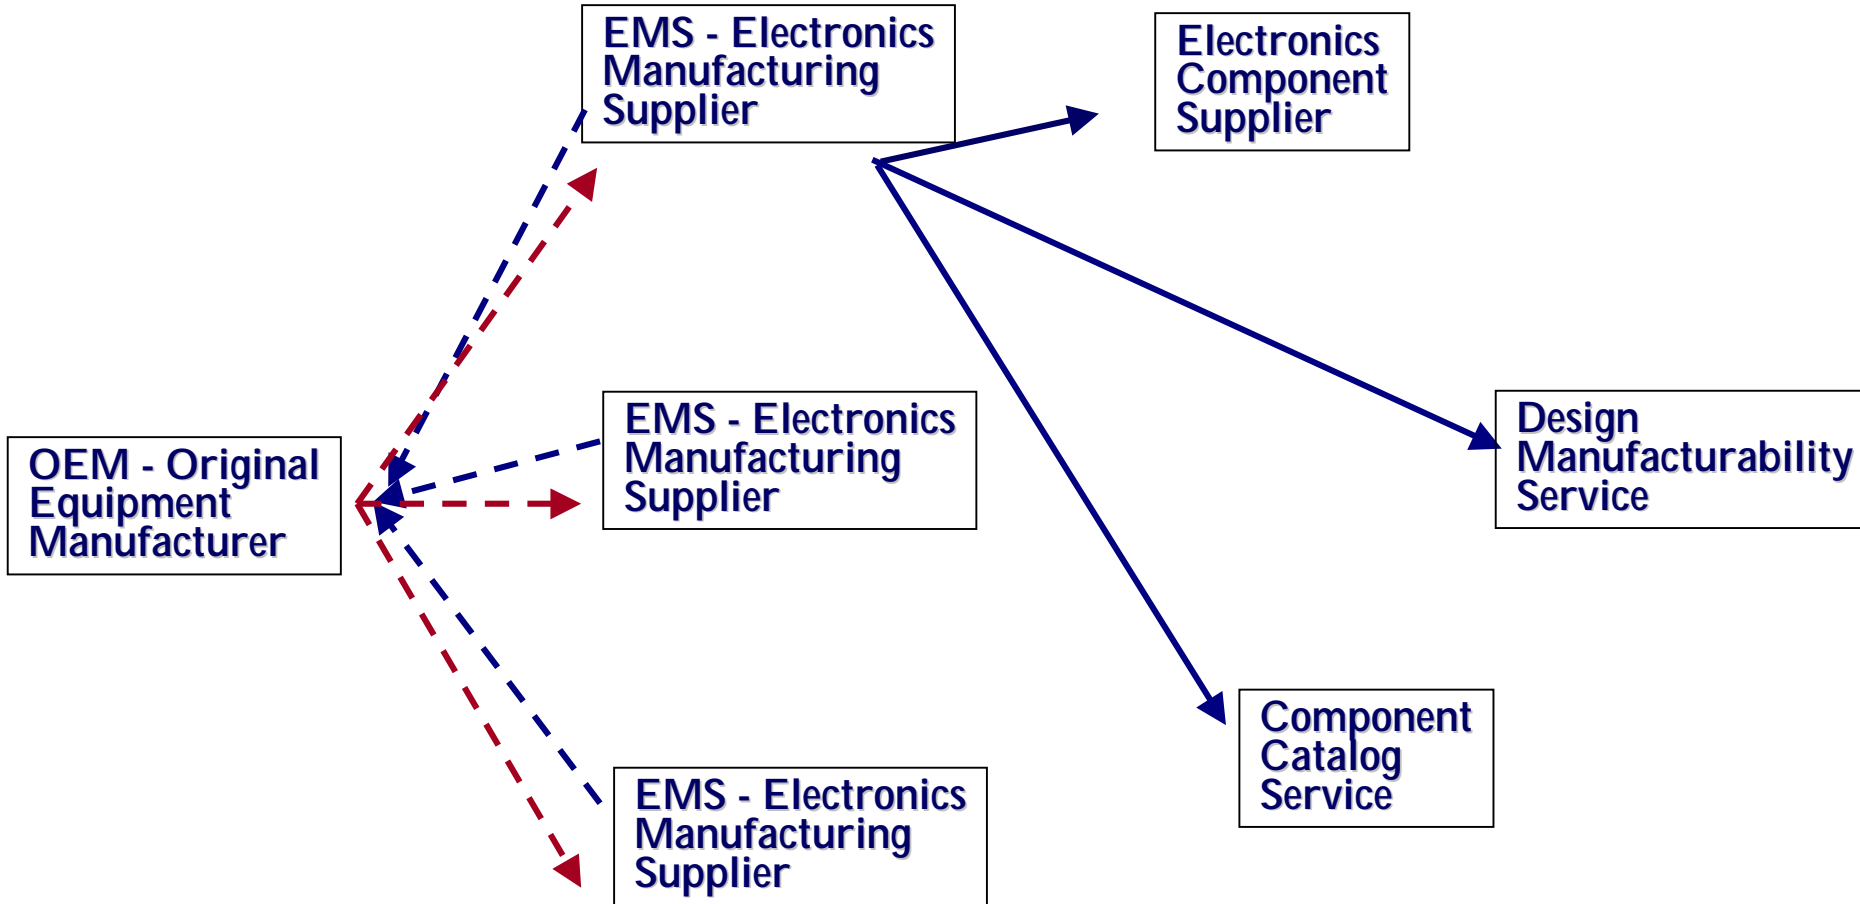 EMS - Electronics
Manufacturing
Supplier
Electronics
Component
Supplier
OEM - Original
Equipment
Manufacturer
EMS - Electronics
Manufacturing
Supplier
Design
Manufacturability
Service
Component
Catalog
Service
EMS - Electronics
Manufacturing
Supplier